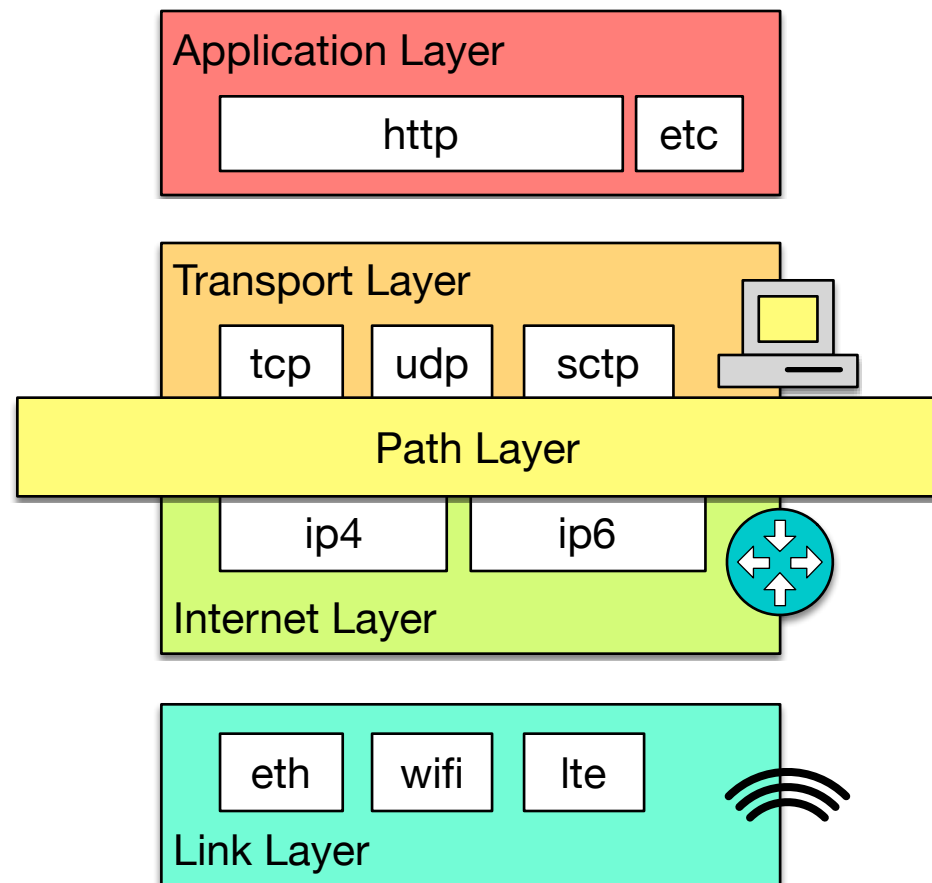 Application Layer
http etc
Transport Layer
tcp udp sctp
Path Layer
ip4 ip6
Internet Layer
eth wifi lte
Link Layer